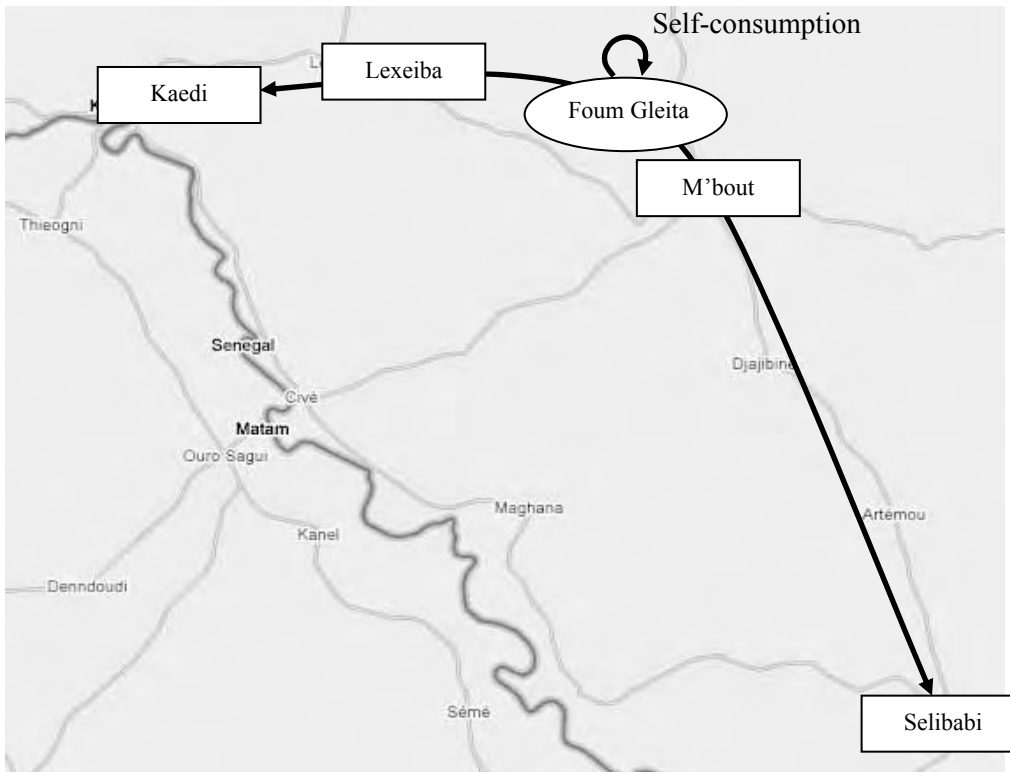 Self-consumption
Lexeiba
Kaedi
Foum Gleita
M'bout
Thieogni
Senegal
Djajibine
Civé
Matam
Ouro Sagui
Maghana
Artémou
Kanel
Denndoudi
Sémé
Selibabi